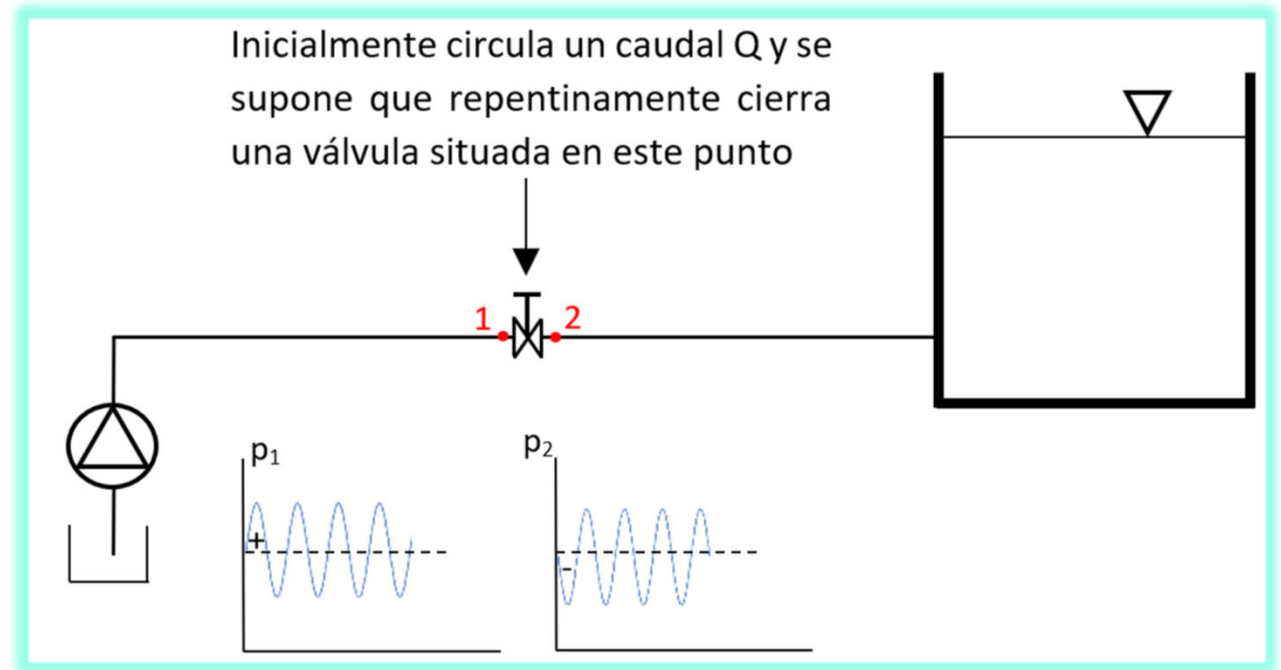 Inicialmente circula un caudal Q y se
supone que repentinamente cierra
una válvula situada en este punto
1
2
p₁
p₂
+
-